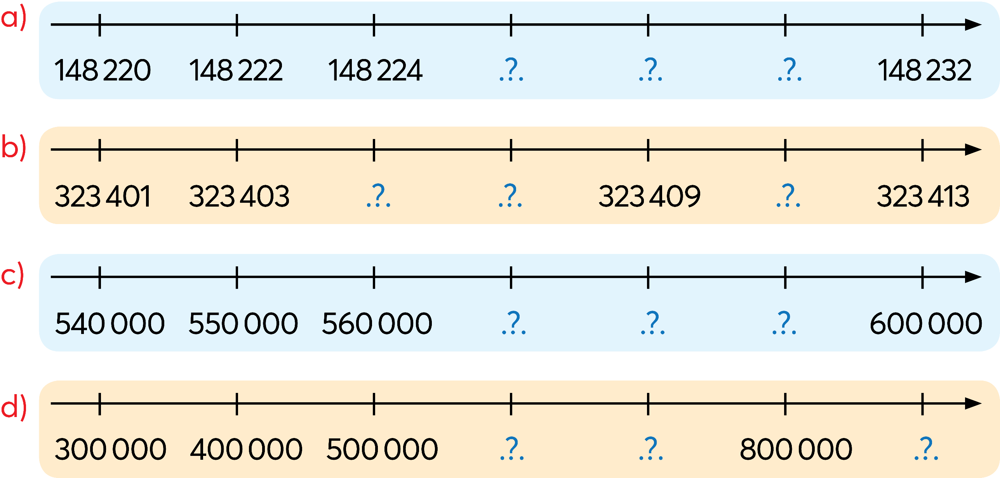 a)
148 220 148 222 148 224 .?. .?. .?. 148 232
b)
323 401 323 403 .?. .?. 323 409 .?. 323 413
c)
540 000 550 000 560 000 .?. .?. .?. 600 000
d)
300 000 400 000 500 000 .?. .?. 800 000 .?.